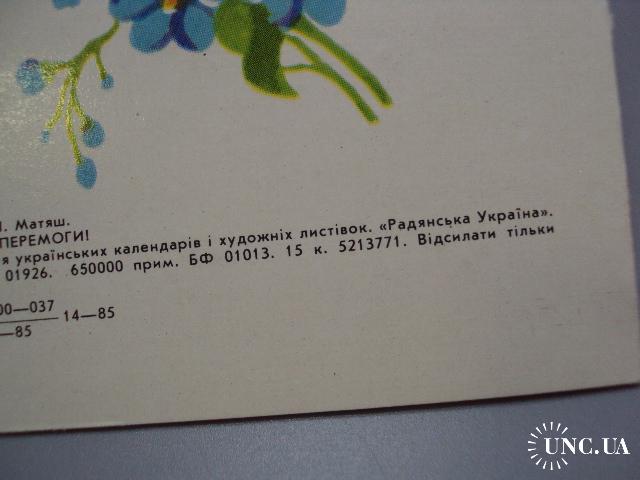 Матяш.
ПЕРЕМОГИ!
українських календарів і художніх листівок. «Радянська Україна».
01926. 650000 прим. БФ 01013. 15 к. 5213771. Відсилати тільки
00—037
—85
14—85
UNC.UA